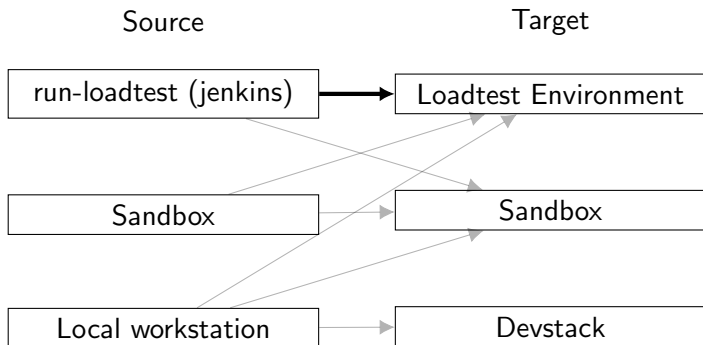 Source
Target
run-loadtest (jenkins)
Loadtest Environment
Sandbox
Sandbox
Local workstation
Devstack